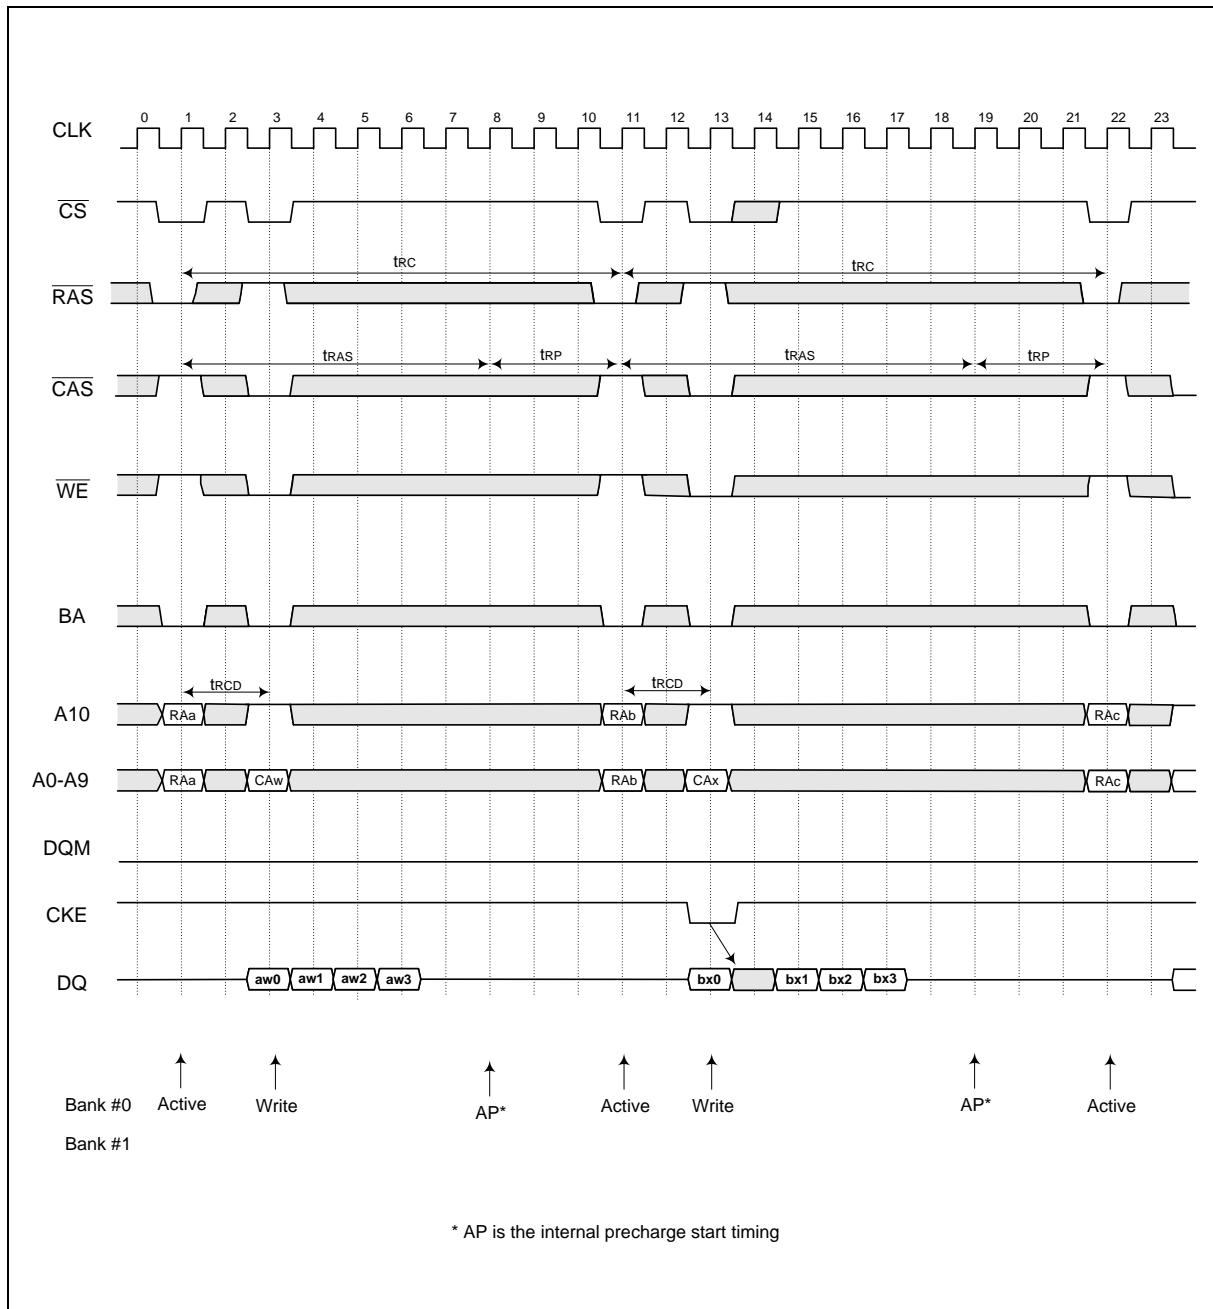 0 1 2 3 4 5 6 7 8 9 10 11 12 13 14 15 16 17 18 19 20 21 22 23
CLK
CS
tRC tRC
RAS
tRAS tRP tRAS tRP
CAS
WE
BA
tRCD tRCD
A10 RAa RAb RAc
A0-A9 RAa CAw RAb CAx RAc
DQM
CKE
DQ aw0 aw1 aw2 aw3 bx0 bx1 bx2 bx3
Bank #0 Active Write AP* Active Write AP* Active
Bank #1
* AP is the internal precharge start timing